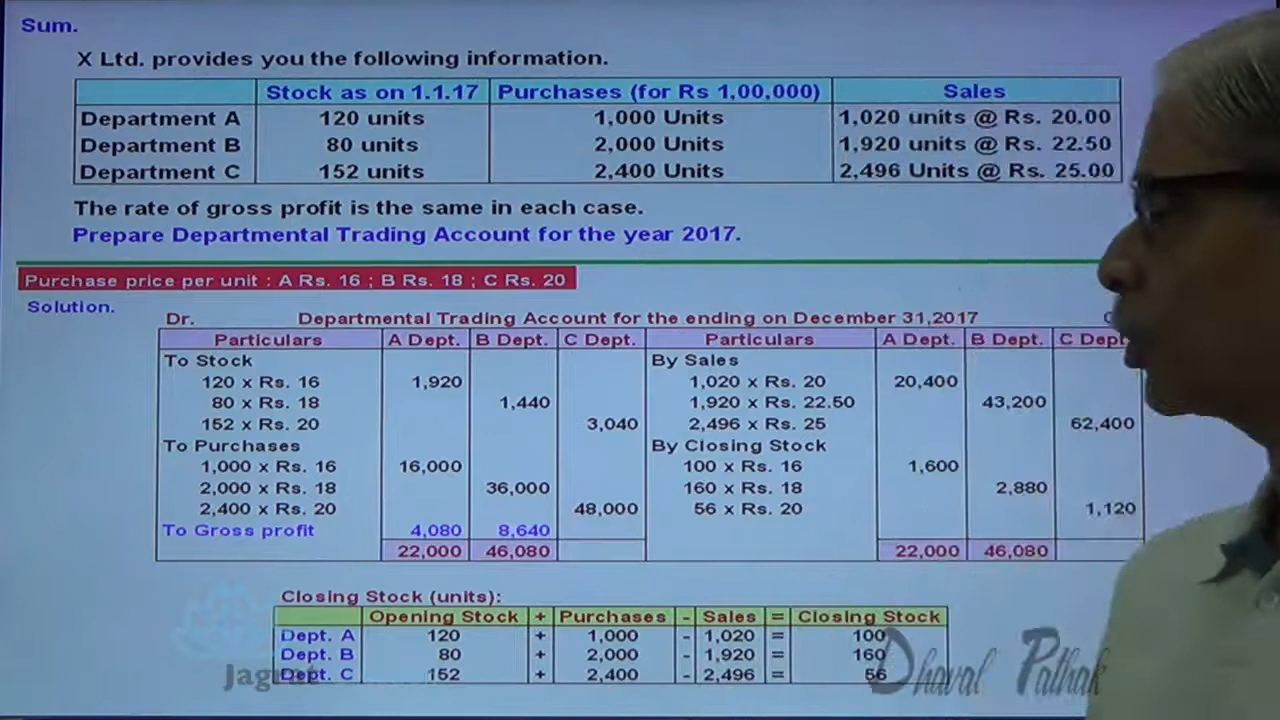 Sum.
X Ltd. provides you the following information.
Stock as on 1.1.17 Purchases (for Rs 1,00,000) Sales
Department A 120 units 1,000 Units 1,020 units @ Rs. 20.00
Department B 80 units 2,000 Units 1,920 units @ Rs. 22.50
Department C 152 units 2,400 Units 2,496 Units @ Rs. 25.00
The rate of gross profit is the same in each case.
Prepare Departmental Trading Account for the year 2017.
Purchase price per unit : A Rs. 16 ; B Rs. 18 ; C Rs. 20
Solution.
Dr. Departmental Trading Account for the ending on December 31,2017
Particulars A Dept. B Dept. C Dept. Particulars A Dept. B Dept. C Dept
To Stock By Sales
120 x Rs. 16 1,920 1,020 x Rs. 20 20,400
80 x Rs. 18 1,440 1,920 x Rs. 22.50 43,200
152 x Rs. 20 3,040 2,496 x Rs. 25 62,400
To Purchases By Closing Stock
1,000 x Rs. 16 16,000 100 x Rs. 16 1,600
2,000 x Rs. 18 36,000 160 x Rs. 18 2,880
2,400 x Rs. 20 48,000 56 x Rs. 20 1,120
To Gross profit 4,080 8,640
22,000 46,080 22,000 46,080
Closing Stock (units):
Opening Stock + Purchases - Sales = Closing Stock
Dept. A 120 + 1,000 - 1,020 = 100
Dept. B 80 + 2,000 - 1,920 = 160
Dept. C 152 + 2,400 - 2,496 = 56
Jagrat
Dhaval Pathak